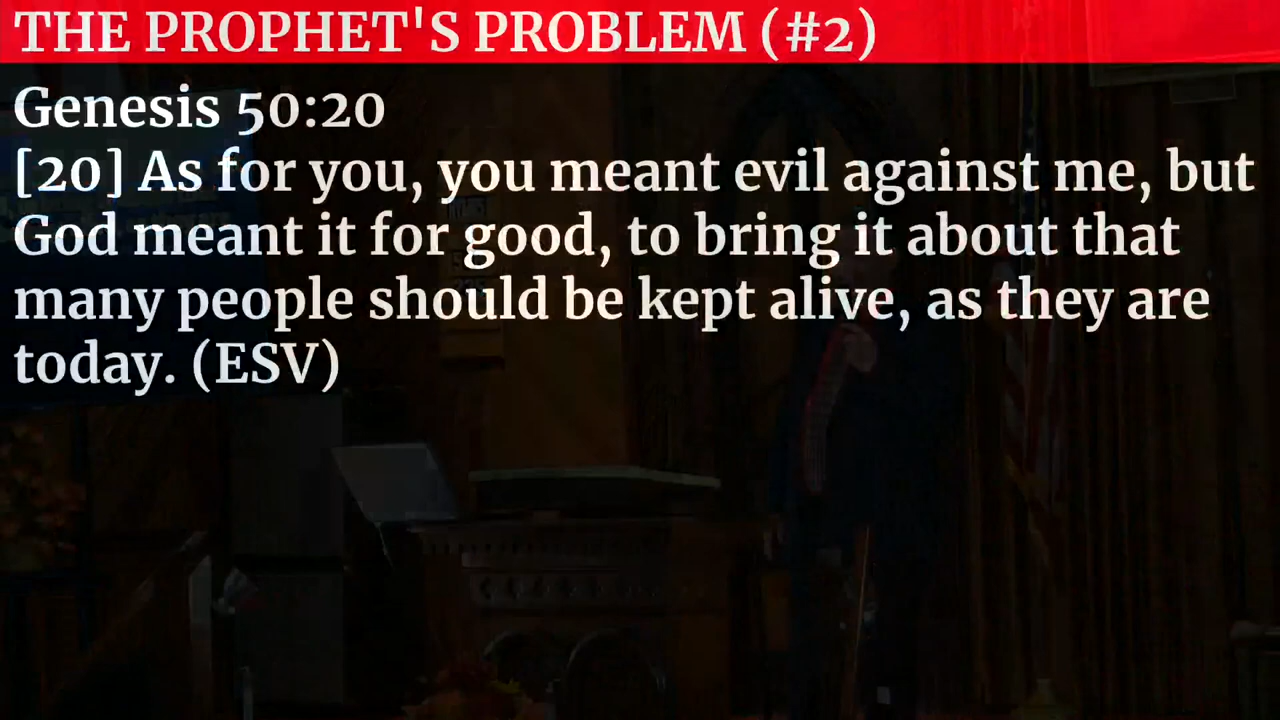 THE PROPHET'S PROBLEM (#2)
Genesis 50:20
[20] As for you, you meant evil against me, but
God meant it for good, to bring it about that
many people should be kept alive, as they are
today. (ESV)